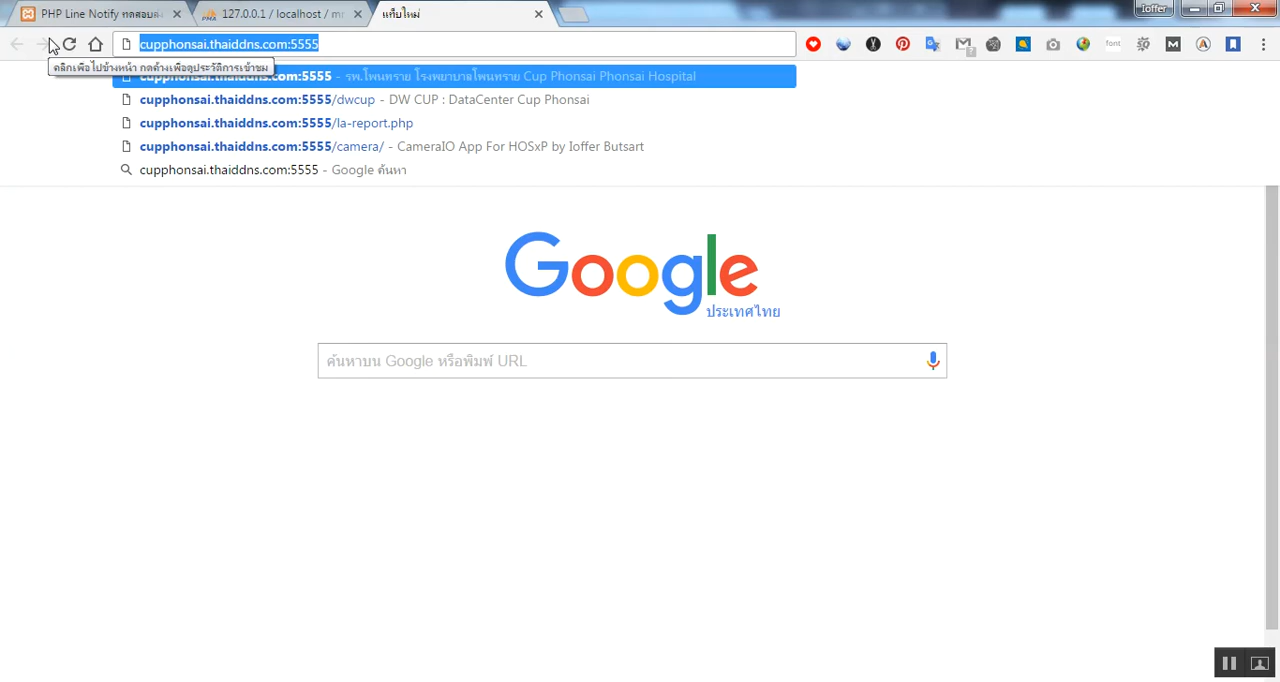 PHP Line Notify ทดสอบส่ง
127.0.0.1 / localhost / mr
แท็บใหม่
Ioffer
cupphonsai.thaiddns.com:5555
font
คลิกเพื่อไปข้างหน้า กดค้างเพื่อดูประวัติการเข้าชม
cupphonsai.thaiddns.com:5555 - รพ.โพนทราย โรงพยาบาลโพนทราย Cup Phonsai Phonsai Hospital
cupphonsai.thaiddns.com:5555/dwcup - DW CUP : DataCenter Cup Phonsai
cupphonsai.thaiddns.com:5555/la-report.php
cupphonsai.thaiddns.com:5555/camera/ - CameraIO App For HOSxP by Ioffer Butsart
cupphonsai.thaiddns.com:5555 - Google ค้นหา
Google
ประเทศไทย
ค้นหาบน Google หรือพิมพ์ URL